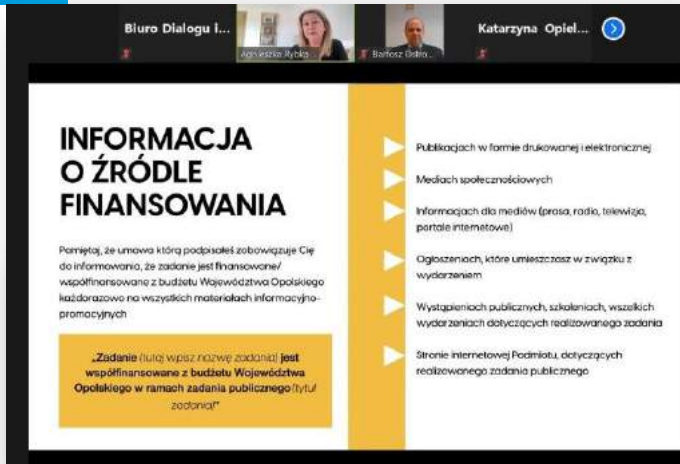 Biuro Dialogu i...
Agnieszka Rybka
Bartosz Ostro...
Katarzyna Opiel...
INFORMACJA
O ŹRÓDLE
FINANSOWANIA
Pamiętaj, że umowa którą podpisałeś zobowiązuje Cię
do informowania, że zadanie jest finansowane/
współfinansowane z budżetu Województwa Opolskiego
każdorazowo na wszystkich materiałach informacyjno-
promocyjnych
„Zadanie (tutaj wpisz nazwę zadania) jest
współfinansowane z budżetu Województwa
Opolskiego w ramach zadania publicznego (tytuł
zadania)"
Publikacjach w formie drukowanej i elektronicznej
Mediach społecznościowych
Informacjach dla mediów (prasa, radio, telewizja,
portale internetowe)
Ogłoszeniach, które umieszczasz w związku z
wydarzeniem
Wystąpieniach publicznych, szkoleniach, wszelkich
wydarzeniach dotyczących realizowanego zadania
Stronie internetowej Podmiotu, dotyczących
realizowanego zadania publicznego